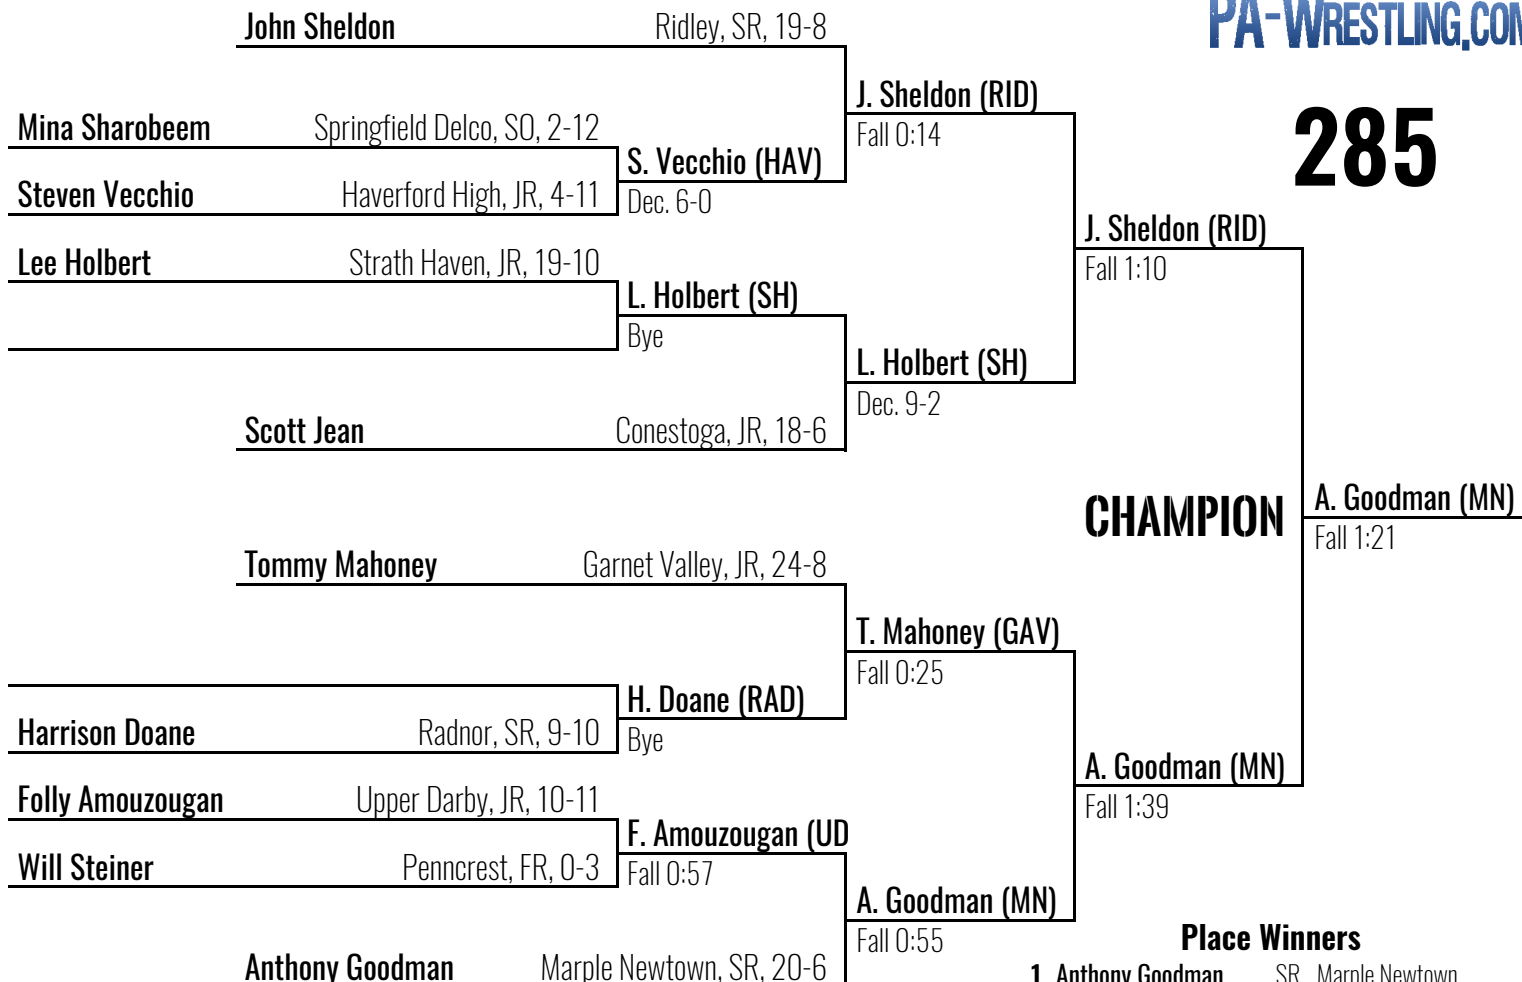 PA-WRESTLING.COM
285
John Sheldon Ridley, SR, 19-8
J. Sheldon (RID)
Fall 0:14
Mina Sharobeem Springfield Delco, SO, 2-12
S. Vecchio (HAV)
Dec. 6-0
Steven Vecchio Haverford High, JR, 4-11
J. Sheldon (RID)
Fall 1:10
Lee Holbert Strath Haven, JR, 19-10
L. Holbert (SH)
Bye
L. Holbert (SH)
Dec. 9-2
Scott Jean Conestoga, JR, 18-6
CHAMPION
A. Goodman (MN)
Fall 1:21
Tommy Mahoney Garnet Valley, JR, 24-8
T. Mahoney (GAV)
Fall 0:25
H. Doane (RAD)
Bye
Harrison Doane Radnor, SR, 9-10
A. Goodman (MN)
Fall 1:39
Folly Amouzougan Upper Darby, JR, 10-11
F. Amouzougan (UD
Fall 0:57
Will Steiner Penncrest, FR, 0-3
A. Goodman (MN)
Fall 0:55
Anthony Goodman Marple Newtown, SR, 20-6
Place Winners
1 Anthony Goodman SR Marple Newtown